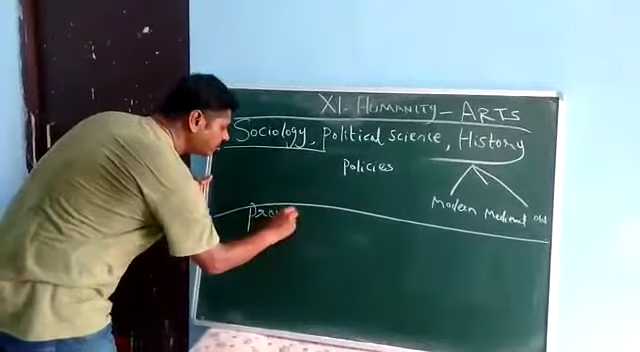 XI - HUMANITY - ARTS
Sociology, political science, History
policies
Modern Medieval old